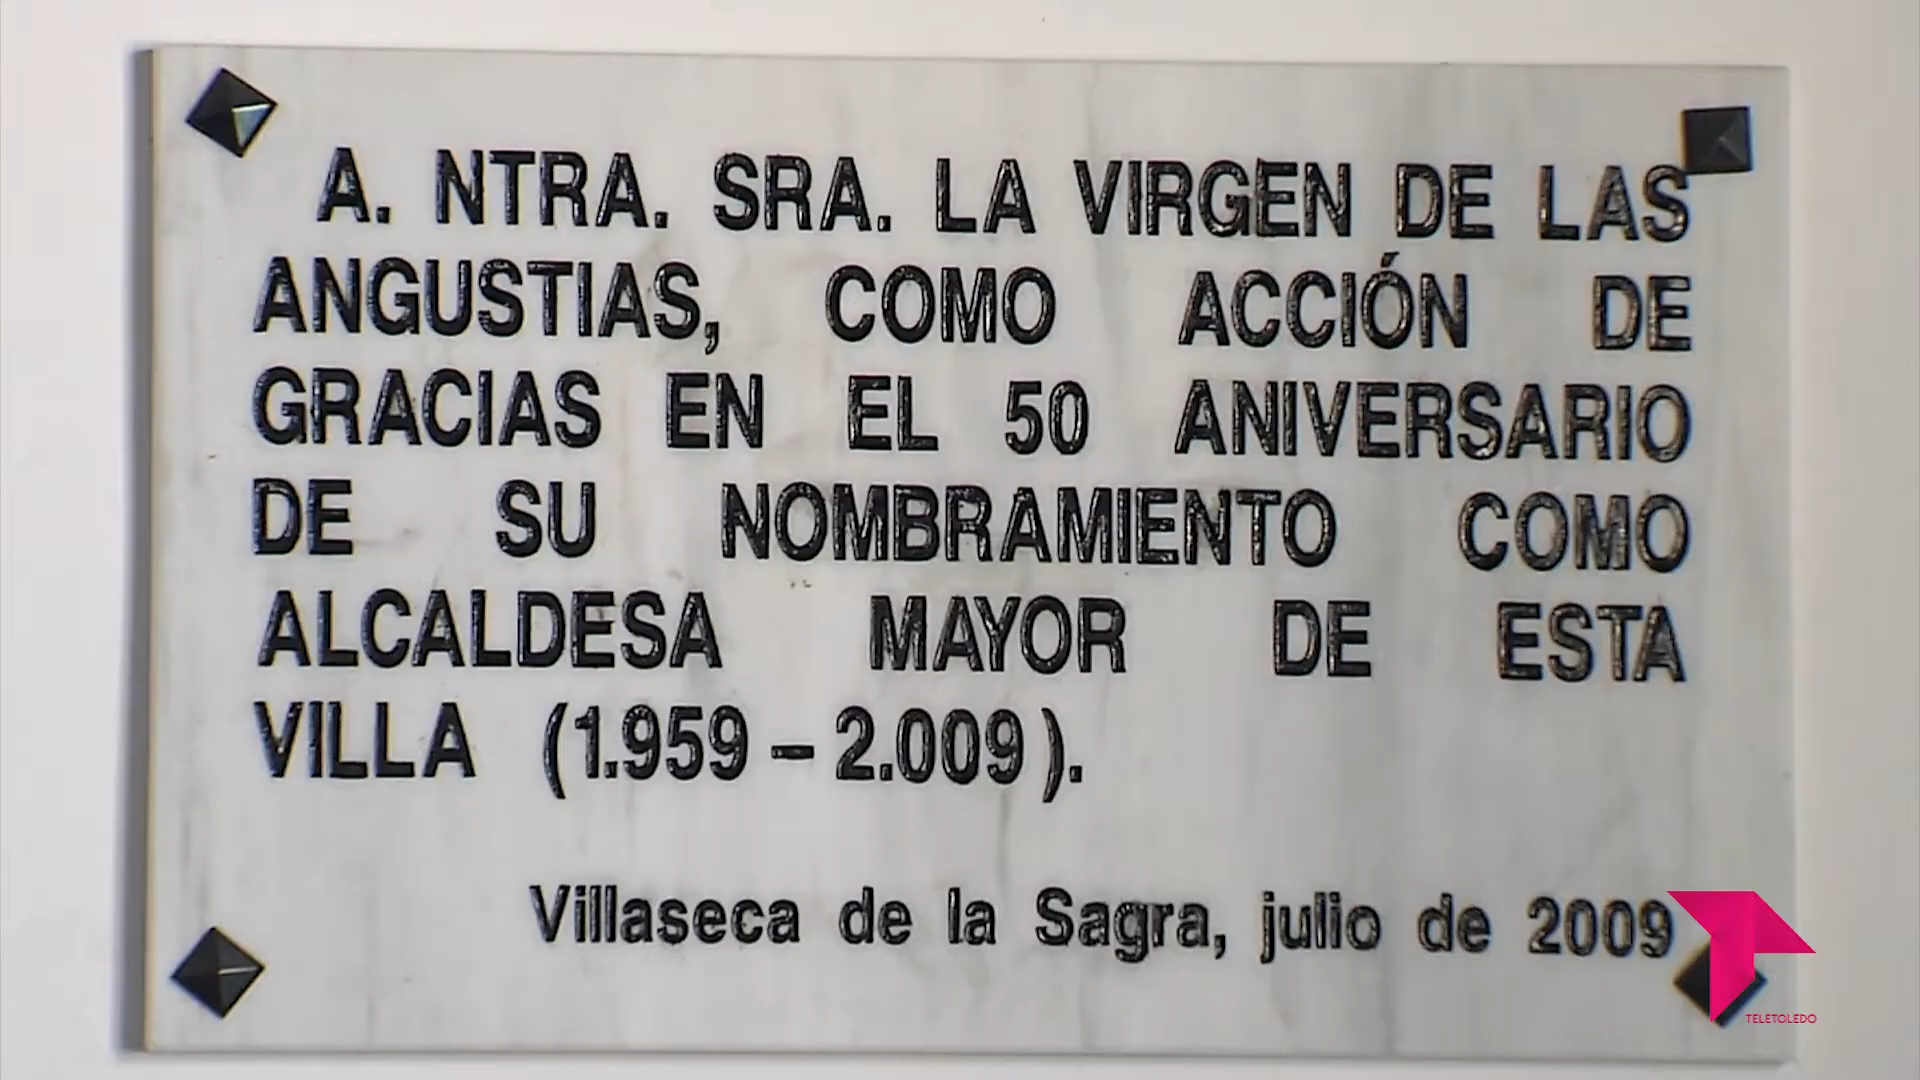 A. NTRA. SRA. LA VIRGEN DE LAS
ANGUSTIAS, COMO ACCIÓN DE
GRACIAS EN EL 50 ANIVERSARIO
DE SU NOMBRAMIENTO COMO
ALCALDESA MAYOR DE ESTA
VILLA (1.959 – 2.009).
Villaseca de la Sagra, julio de 2009
TELETOLEDO